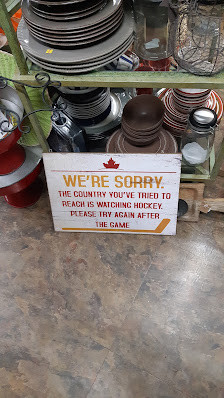 WE'RE SORRY.
THE COUNTRY YOU'VE TRIED TO
REACH IS WATCHING HOCKEY.
PLEASE TRY AGAIN AFTER
THE GAME